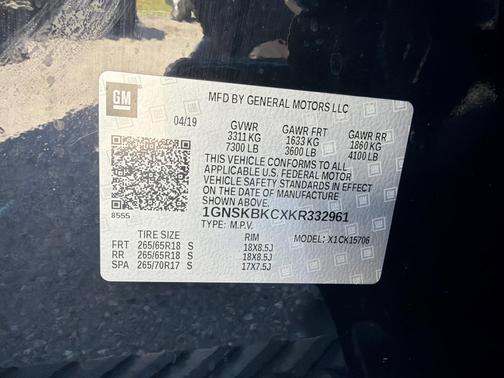 GM
MFD BY GENERAL MOTORS LLC
04/19
GVWR GAWR FRT GAWR RR
3311 KG 1633 KG 1860 KG
7300 LB 3600 LB 4100 LB
THIS VEHICLE CONFORMS TO ALL
APPLICABLE U.S. FEDERAL MOTOR
VEHICLE SAFETY STANDARDS IN EFFECT
ON THE DATE OF MANUFACTURE
SHOWN ABOVE.
8555
1GNSKBKCXKR332961
TYPE: M.P.V.
TIRE SIZE RIM MODEL: X1CK15706
FRT 265/65R18 S 18X8.5J
RR 265/65R18 S 18X8.5J
SPA 265/70R17 S 17X7.5J